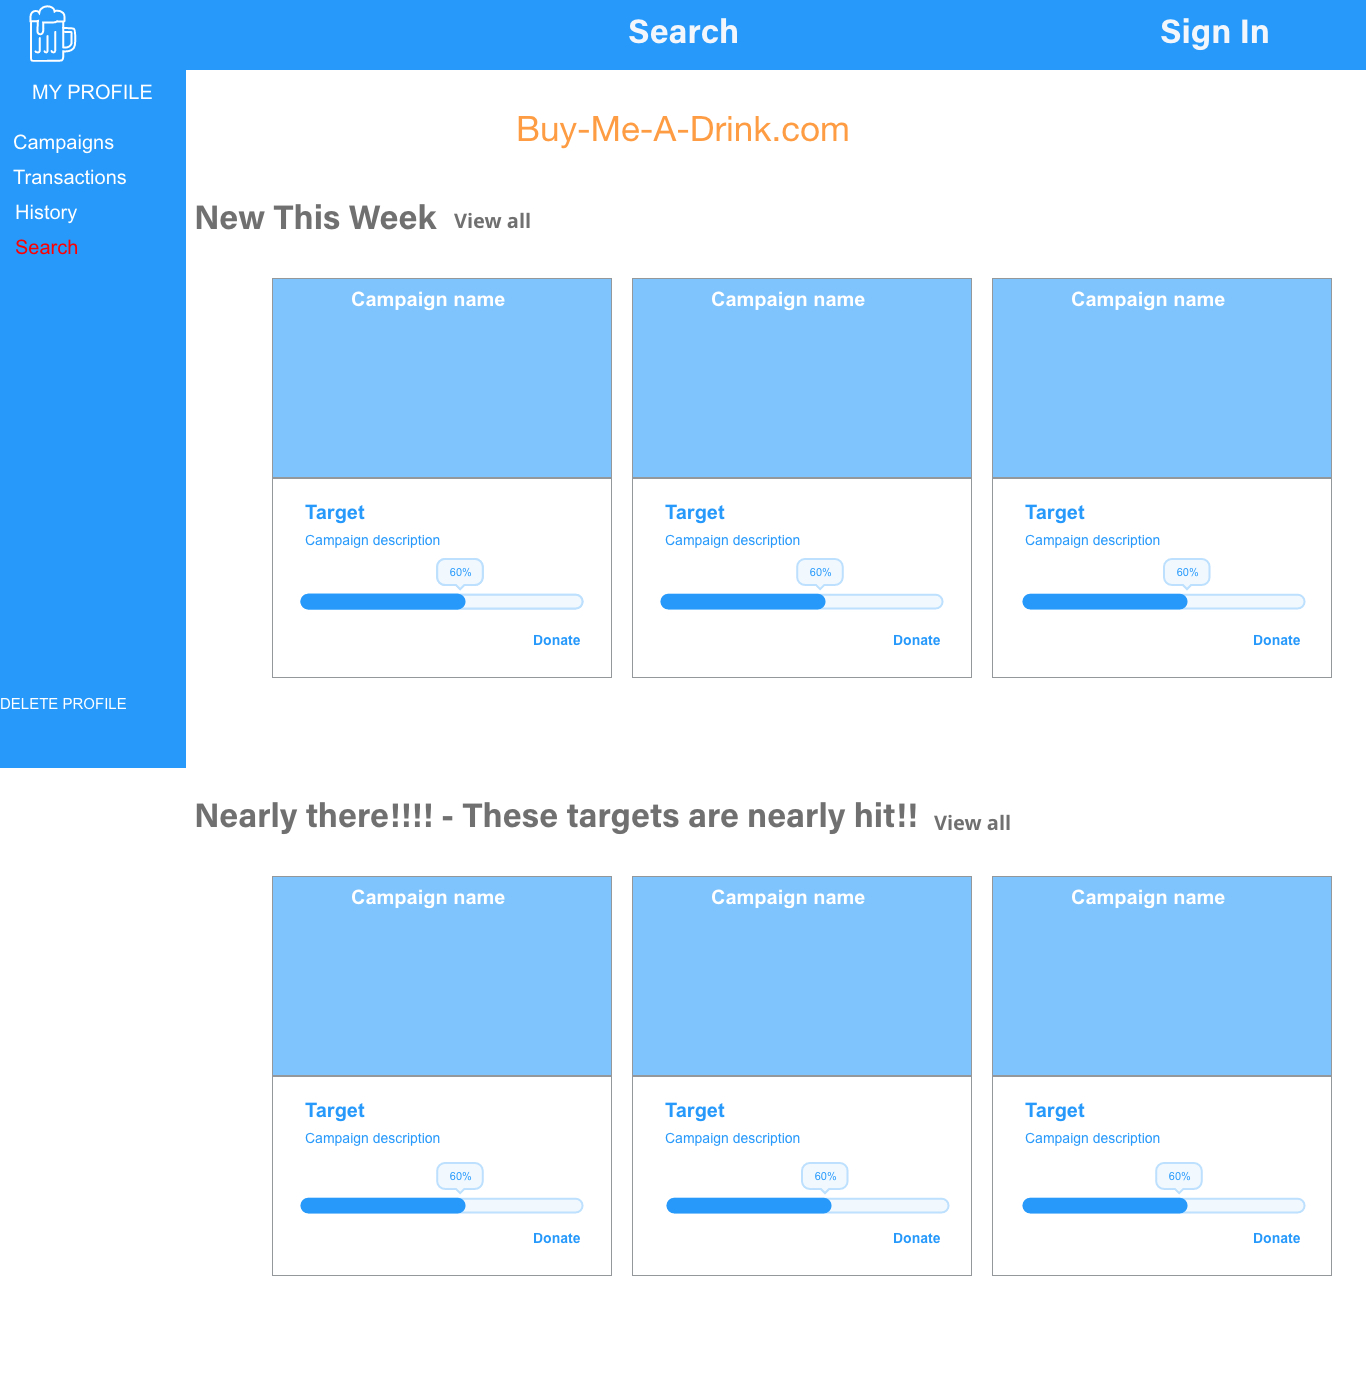 Search
Sign In
MY PROFILE
Campaigns
Transactions
History
Search
DELETE PROFILE
Buy-Me-A-Drink.com
New This Week View all
Campaign name
Target
Campaign description
60%
Donate
Campaign name
Target
Campaign description
60%
Donate
Campaign name
Target
Campaign description
60%
Donate
Nearly there!!!! - These targets are nearly hit!! View all
Campaign name
Target
Campaign description
60%
Donate
Campaign name
Target
Campaign description
60%
Donate
Campaign name
Target
Campaign description
60%
Donate